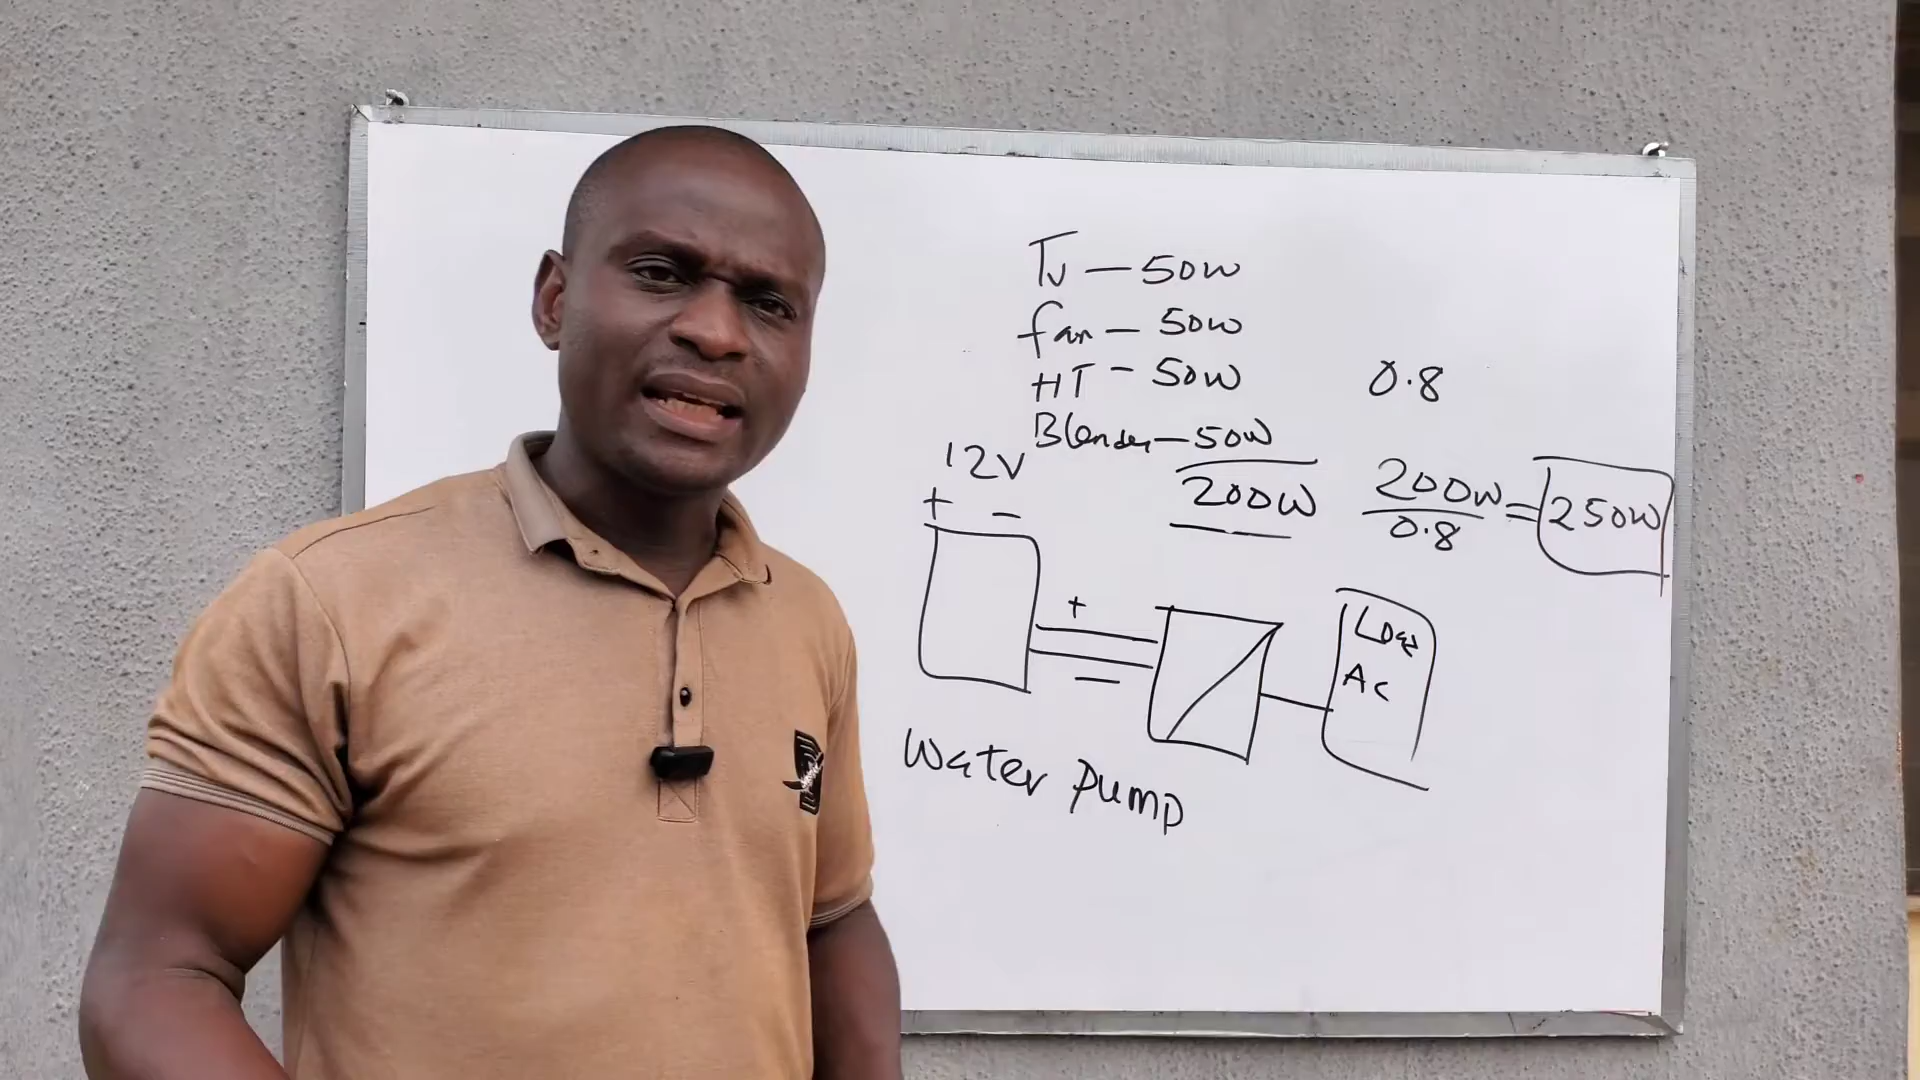 Tv — 50W
fan — 50W
HT - 50W
Blender — 50W
200W
0.8
200W / 0.8 = 250W
12V
+ −
+
−
Load
AC
Water pump